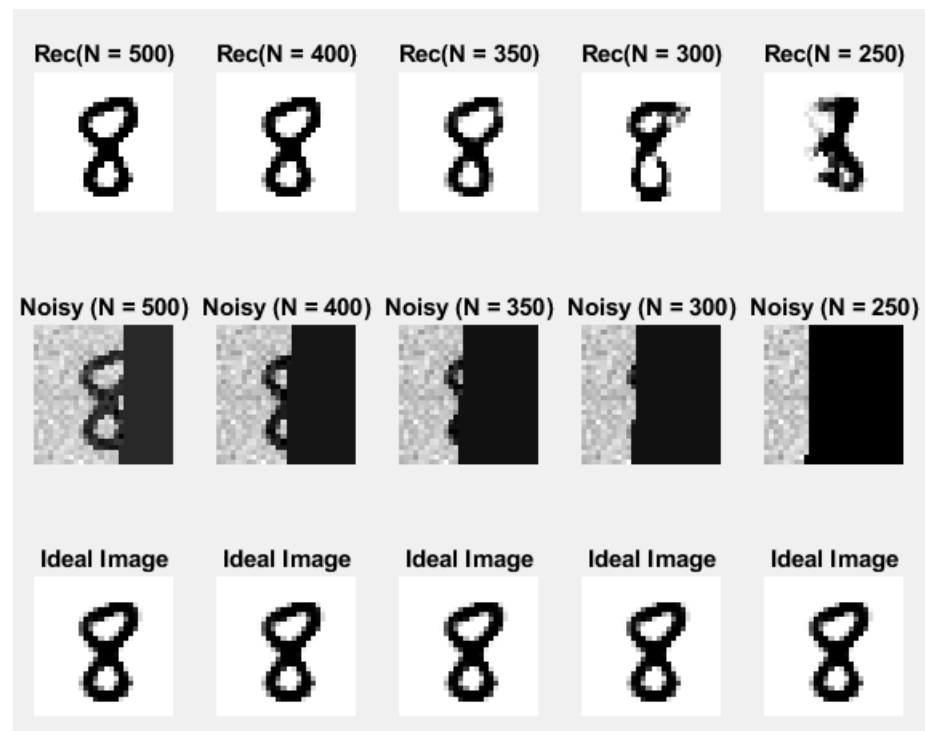 Rec(N = 500) Rec(N = 400) Rec(N = 350) Rec(N = 300) Rec(N = 250)
Noisy (N = 500) Noisy (N = 400) Noisy (N = 350) Noisy (N = 300) Noisy (N = 250)
Ideal Image Ideal Image Ideal Image Ideal Image Ideal Image